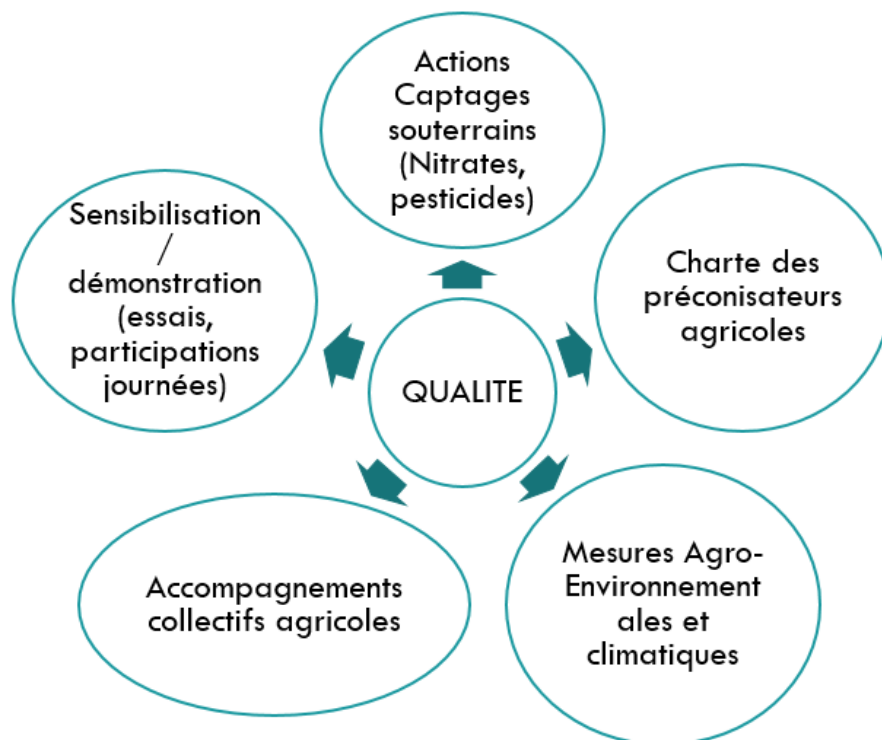 Actions
Captages
souterrains
(Nitrates,
pesticides)
Sensibilisation
/
démonstration
(essais,
participations
journées)
Charte des
préconisateurs
agricoles
QUALITE
Accompagnements
collectifs agricoles
Mesures Agro-
Environnement
ales et
climatiques